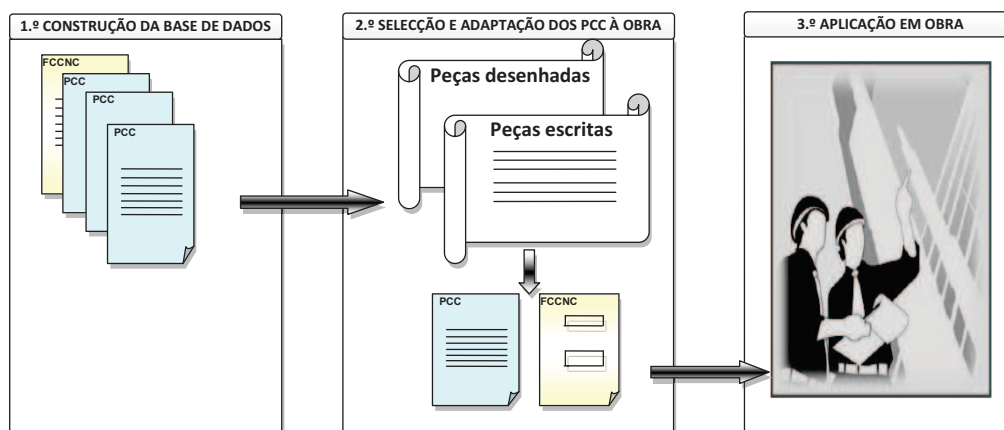 1.º CONSTRUÇÃO DA BASE DE DADOS
FCCNC
PCC
PCC
PCC
2.º SELECÇÃO E ADAPTAÇÃO DOS PCC À OBRA
Peças desenhadas
Peças escritas
PCC
FCCNC
3.º APLICAÇÃO EM OBRA